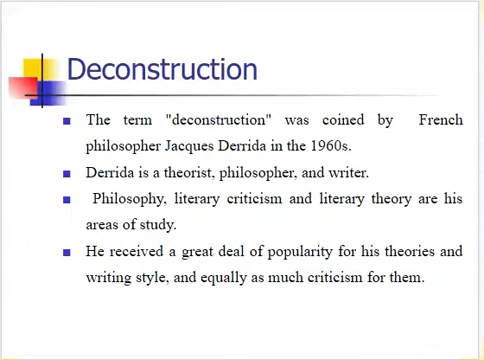 Deconstruction
The term "deconstruction" was coined by French
philosopher Jacques Derrida in the 1960s.
Derrida is a theorist, philosopher, and writer.
Philosophy, literary criticism and literary theory are his
areas of study.
He received a great deal of popularity for his theories and
writing style, and equally as much criticism for them.